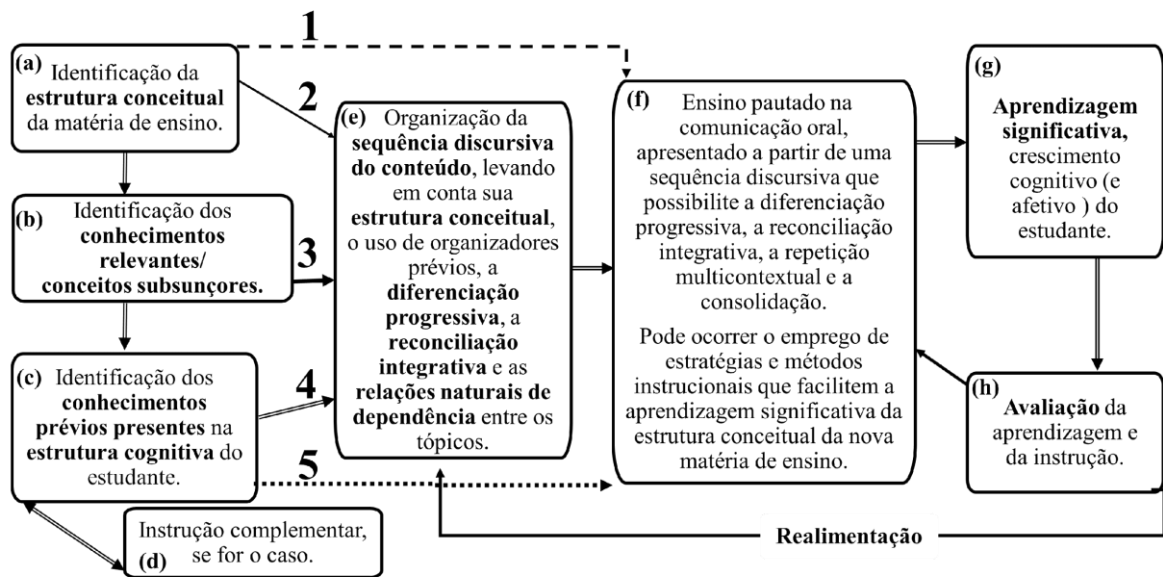 1
(a) Identificação da
estrutura conceitual
da matéria de ensino.
2
(b) Identificação dos
conhecimentos
relevantes/
conceitos subsunçores.
3
(c) Identificação dos
conhecimentos
prévios presentes na
estrutura cognitiva do
estudante.
4
5
Instrução complementar,
(d) se for o caso.
(e) Organização da
sequência discursiva
do conteúdo, levando
em conta sua
estrutura conceitual,
o uso de organizadores
prévios, a
diferenciação
progressiva, a
reconciliação
integrativa e as
relações naturais de
dependência entre os
tópicos.
(f) Ensino pautado na
comunicação oral,
apresentado a partir de uma
sequência discursiva que
possibilite a diferenciação
progressiva, a reconciliação
integrativa, a repetição
multicontextual e a
consolidação.
Pode ocorrer o emprego de
estratégias e métodos
instrucionais que facilitem a
aprendizagem significativa da
estrutura conceitual da nova
matéria de ensino.
(g)
Aprendizagem
significativa,
crescimento
cognitivo (e
afetivo ) do
estudante.
(h)
Avaliação da
aprendizagem e
da instrução.
Realimentação